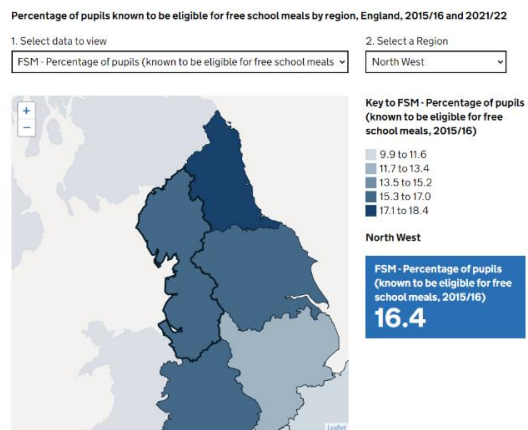 Percentage of pupils known to be eligible for free school meals by region, England, 2015/16 and 2021/22
1. Select data to view
FSM - Percentage of pupils (known to be eligible for free school meals
2. Select a Region
North West
+
−
Key to FSM - Percentage of pupils
(known to be eligible for free
school meals, 2015/16)
9.9 to 11.6
11.7 to 13.4
13.5 to 15.2
15.3 to 17.0
17.1 to 18.4
North West
FSM - Percentage of pupils
(known to be eligible for free
school meals, 2015/16)
16.4
Leaflet